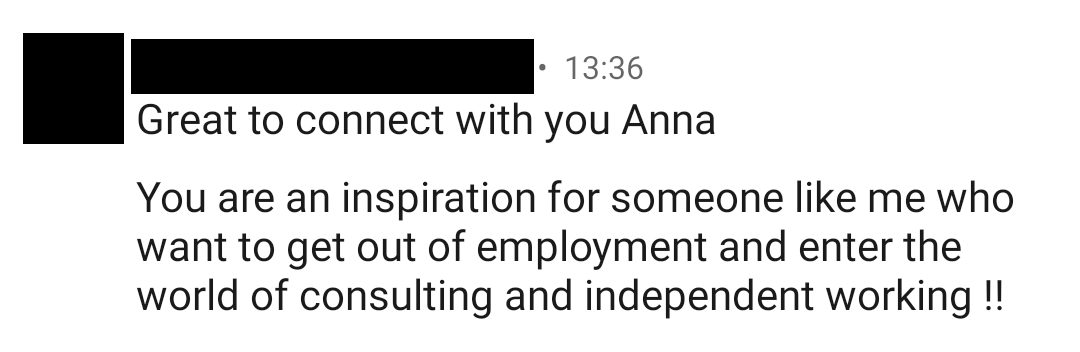 • 13:36
Great to connect with you Anna
You are an inspiration for someone like me who
want to get out of employment and enter the
world of consulting and independent working !!